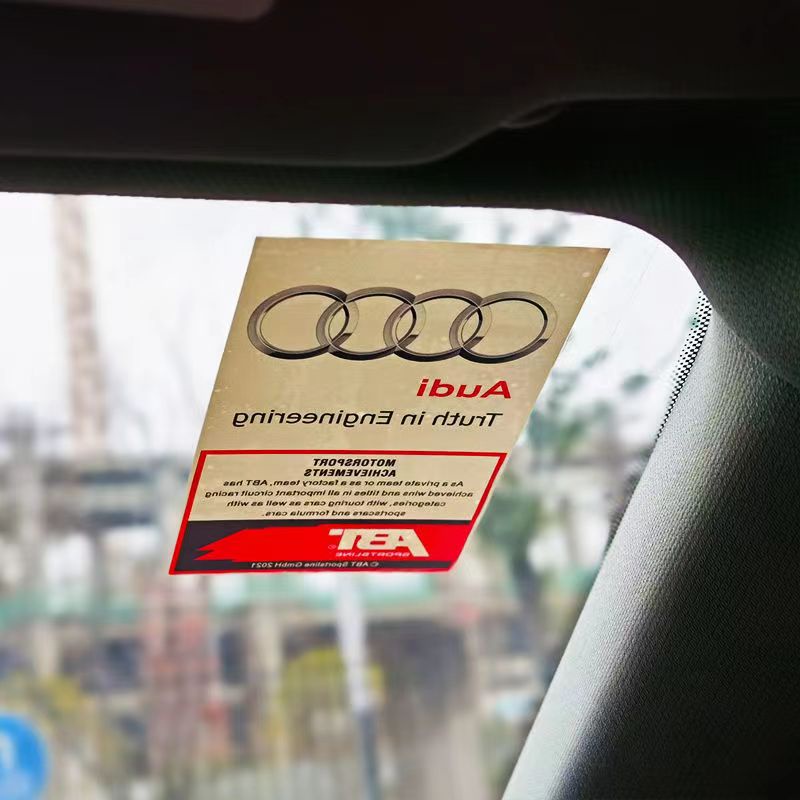 Audi
Truth in Engineering
MOTORSPORT
ACHIEVEMENTS
As a private team or as a factory team, ABT has
achieved wins and titles in all important circuit racing
categories, with touring cars as well as with
sportscars and formula cars.
ABT
SPORTSLINE
© ABT Sportsline GmbH 2021